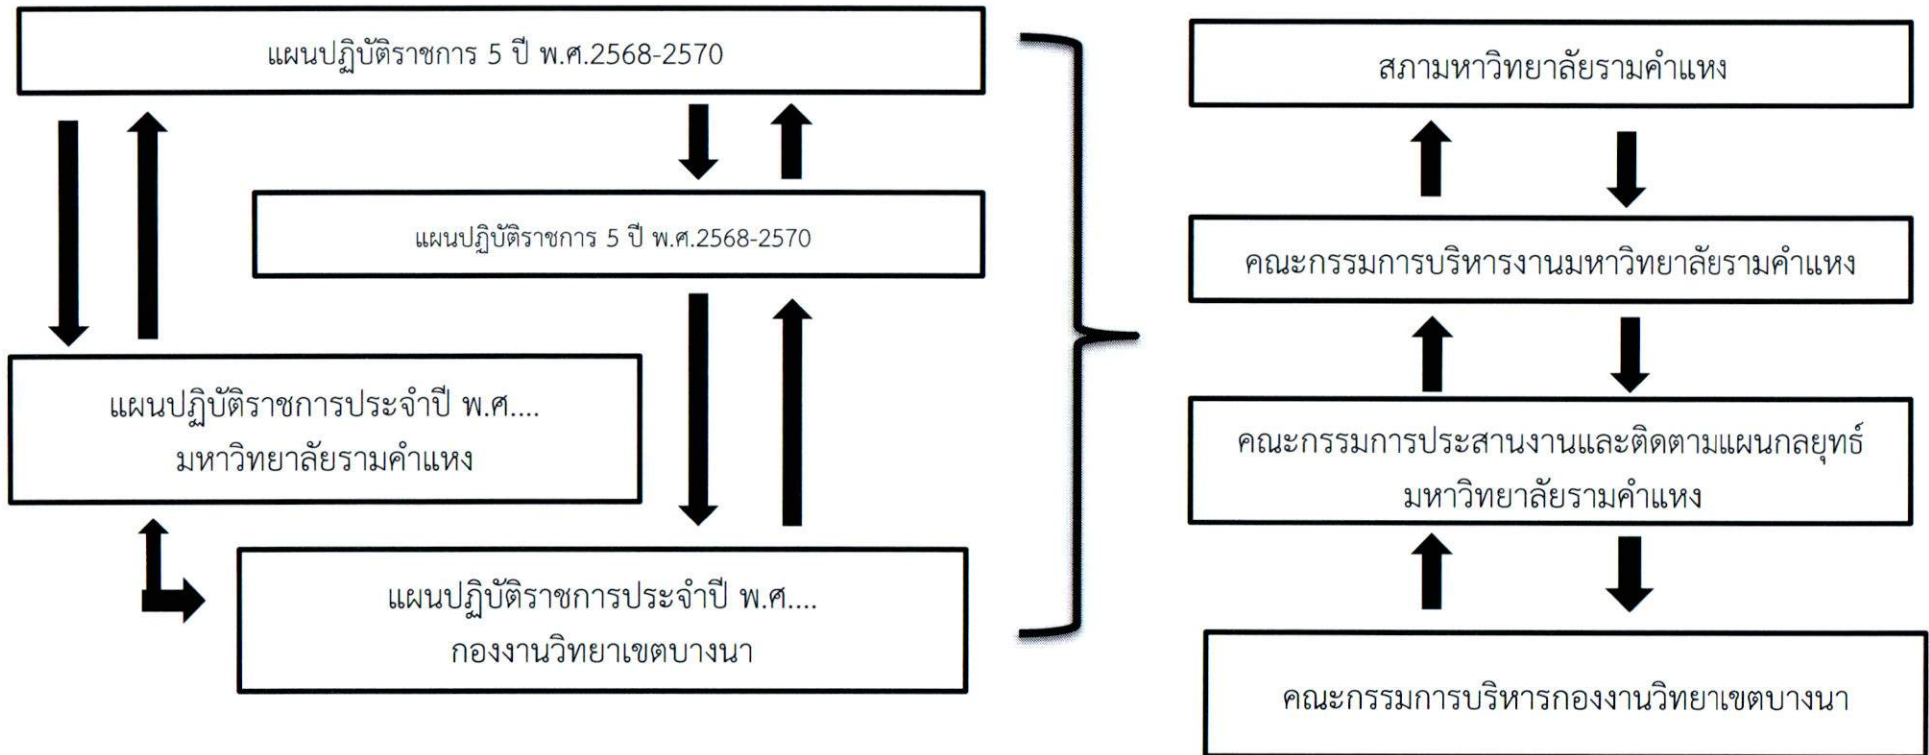 แผนปฏิบัติราชการ 5 ปี พ.ศ.2568-2570
แผนปฏิบัติราชการ 5 ปี พ.ศ.2568-2570
แผนปฏิบัติราชการประจำปี พ.ศ....
มหาวิทยาลัยรามคำแหง
แผนปฏิบัติราชการประจำปี พ.ศ....
กองงานวิทยาเขตบางนา
สภามหาวิทยาลัยรามคำแหง
คณะกรรมการบริหารงานมหาวิทยาลัยรามคำแหง
คณะกรรมการประสานงานและติดตามแผนกลยุทธ์
มหาวิทยาลัยรามคำแหง
คณะกรรมการบริหารกองงานวิทยาเขตบางนา